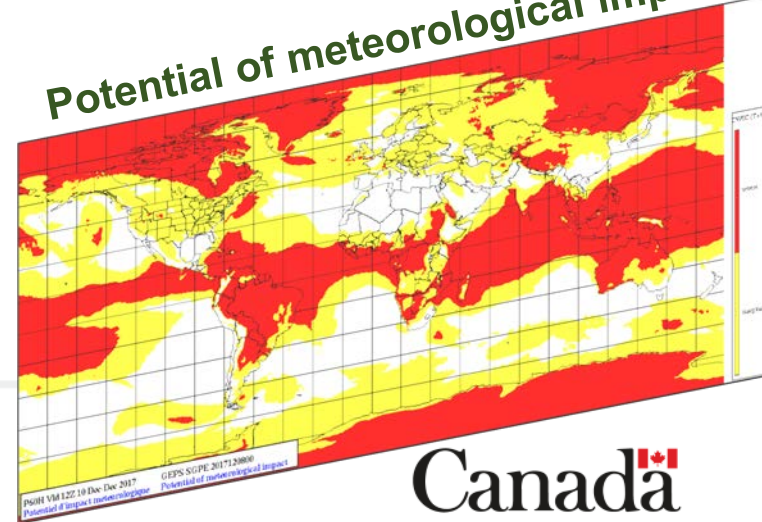 Potential of meteorological
P60H Vld 12Z 10 Dec Dec 2017
GEPS SGPE 2017120800
Potentiel d'impact meteorologique
Potential of meteorological impact
Canada